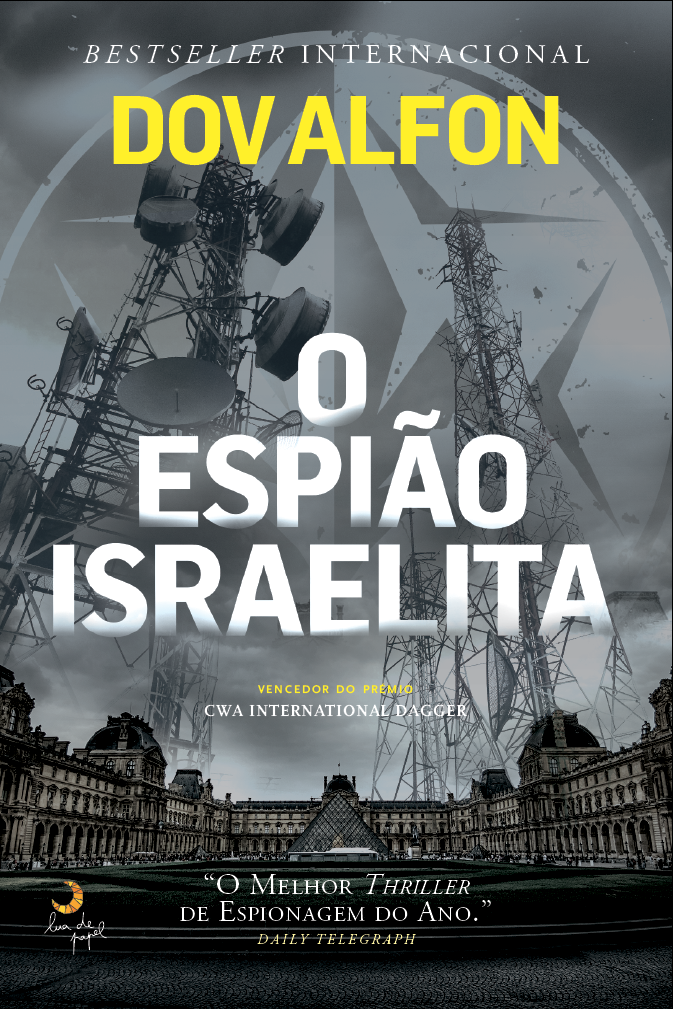 BESTSELLER INTERNACIONAL
DOV ALFON
O
ESPIÃO
ISRAELITA
VENCEDOR DO PRÉMIO
CWA INTERNATIONAL DAGGER
“O MELHOR THRILLER
DE ESPIONAGEM DO ANO.”
DAILY TELEGRAPH
lua de
papel